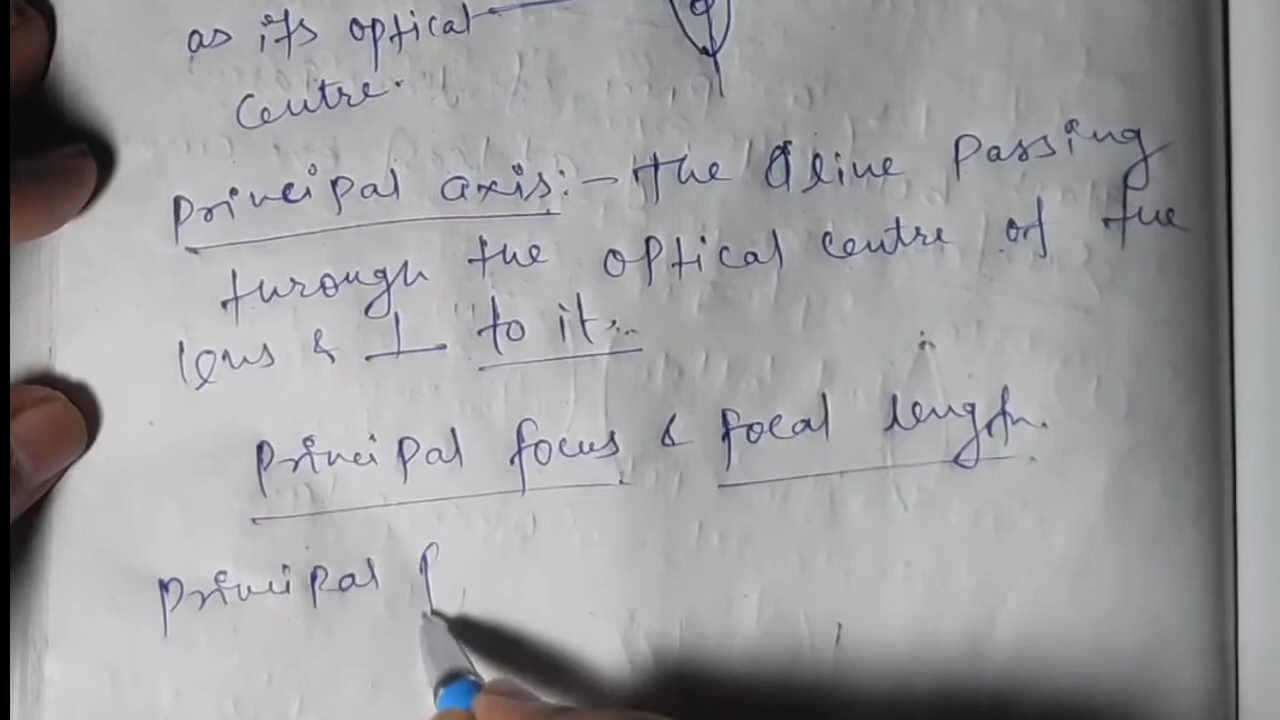 as its optical
centre.
Principal axis:- The line passing
through the optical centre of the
lens & ⊥ to it.
Principal focus & focal length.
Principal f